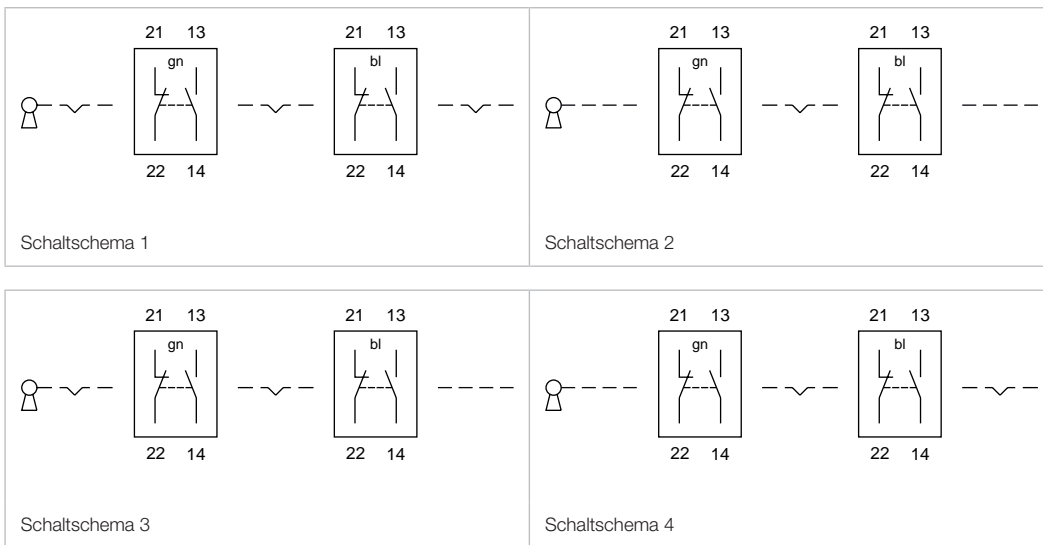 21 13 21 13
gn bl
22 14 22 14
Schaltschema 1
21 13 21 13
gn bl
22 14 22 14
Schaltschema 2
21 13 21 13
gn bl
22 14 22 14
Schaltschema 3
21 13 21 13
gn bl
22 14 22 14
Schaltschema 4